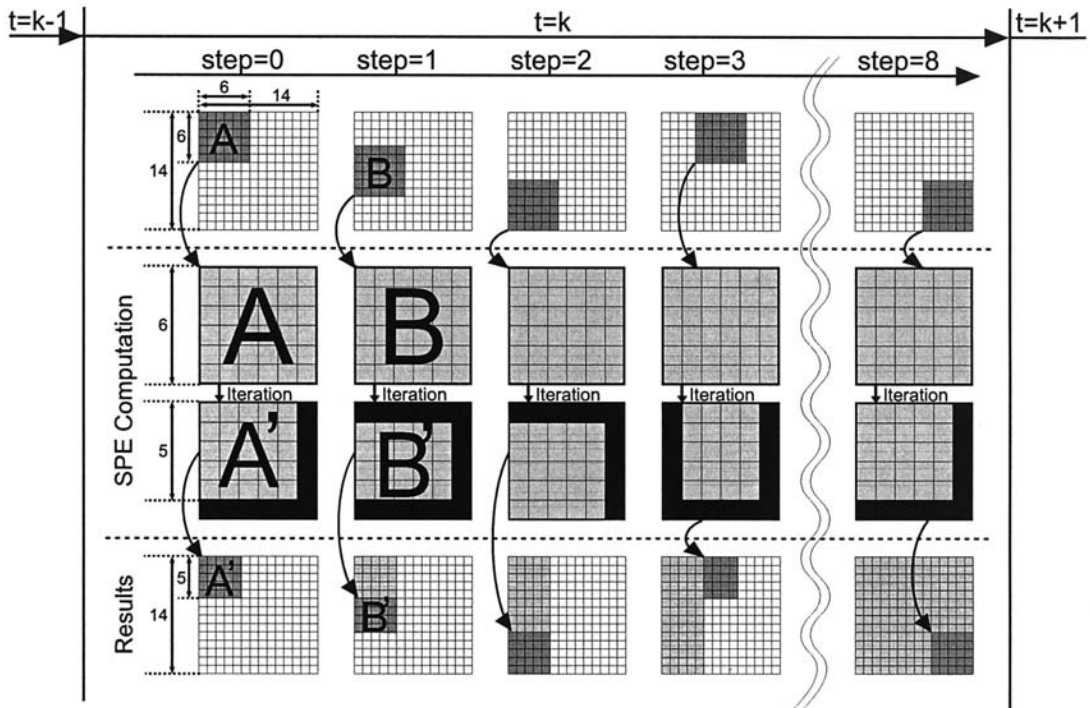 t=k-1
t=k
t=k+1
step=0
step=1
step=2
step=3
step=8
6
14
6
14
A
B
SPE Computation
6
A
B
Iteration
Iteration
Iteration
Iteration
Iteration
5
A'
B'
Results
5
14
A'
B'